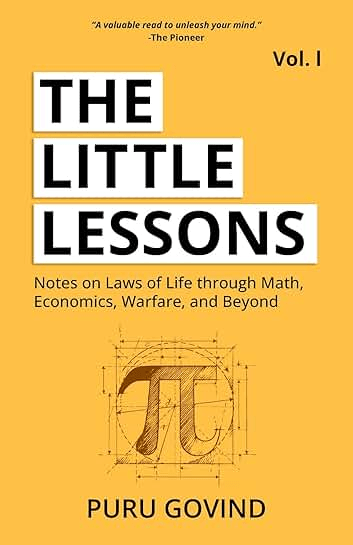 “A valuable read to unleash your mind.”
-The Pioneer
Vol. l
THE
LITTLE
LESSONS
Notes on Laws of Life through Math,
Economics, Warfare, and Beyond
π
PURU GOVIND